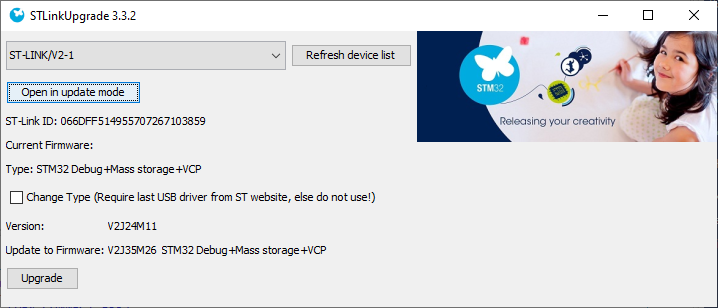 STLinkUpgrade 3.3.2
ST-LINK/V2-1
Refresh device list
Open in update mode
STM32
Releasing your creativity
ST-Link ID: 066DFF514955707267103859
Current Firmware:
Type: STM32 Debug+Mass storage+VCP
Change Type (Require last USB driver from ST website, else do not use!)
Version: V2J24M11
Update to Firmware: V2J35M26 STM32 Debug+Mass storage+VCP
Upgrade